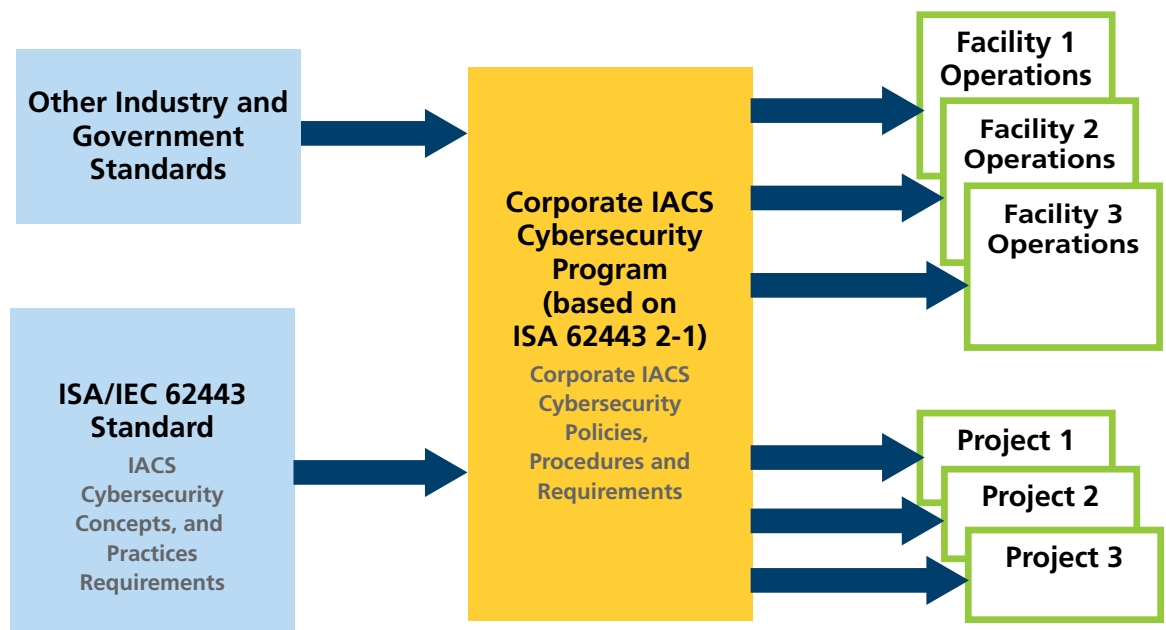 Other Industry and
Government
Standards
ISA/IEC 62443
Standard
IACS
Cybersecurity
Concepts, and
Practices
Requirements
Corporate IACS
Cybersecurity
Program
(based on
ISA 62443 2-1)
Corporate IACS
Cybersecurity
Policies,
Procedures and
Requirements
Facility 1
Operations
Facility 2
Operations
Facility 3
Operations
Project 1
Project 2
Project 3